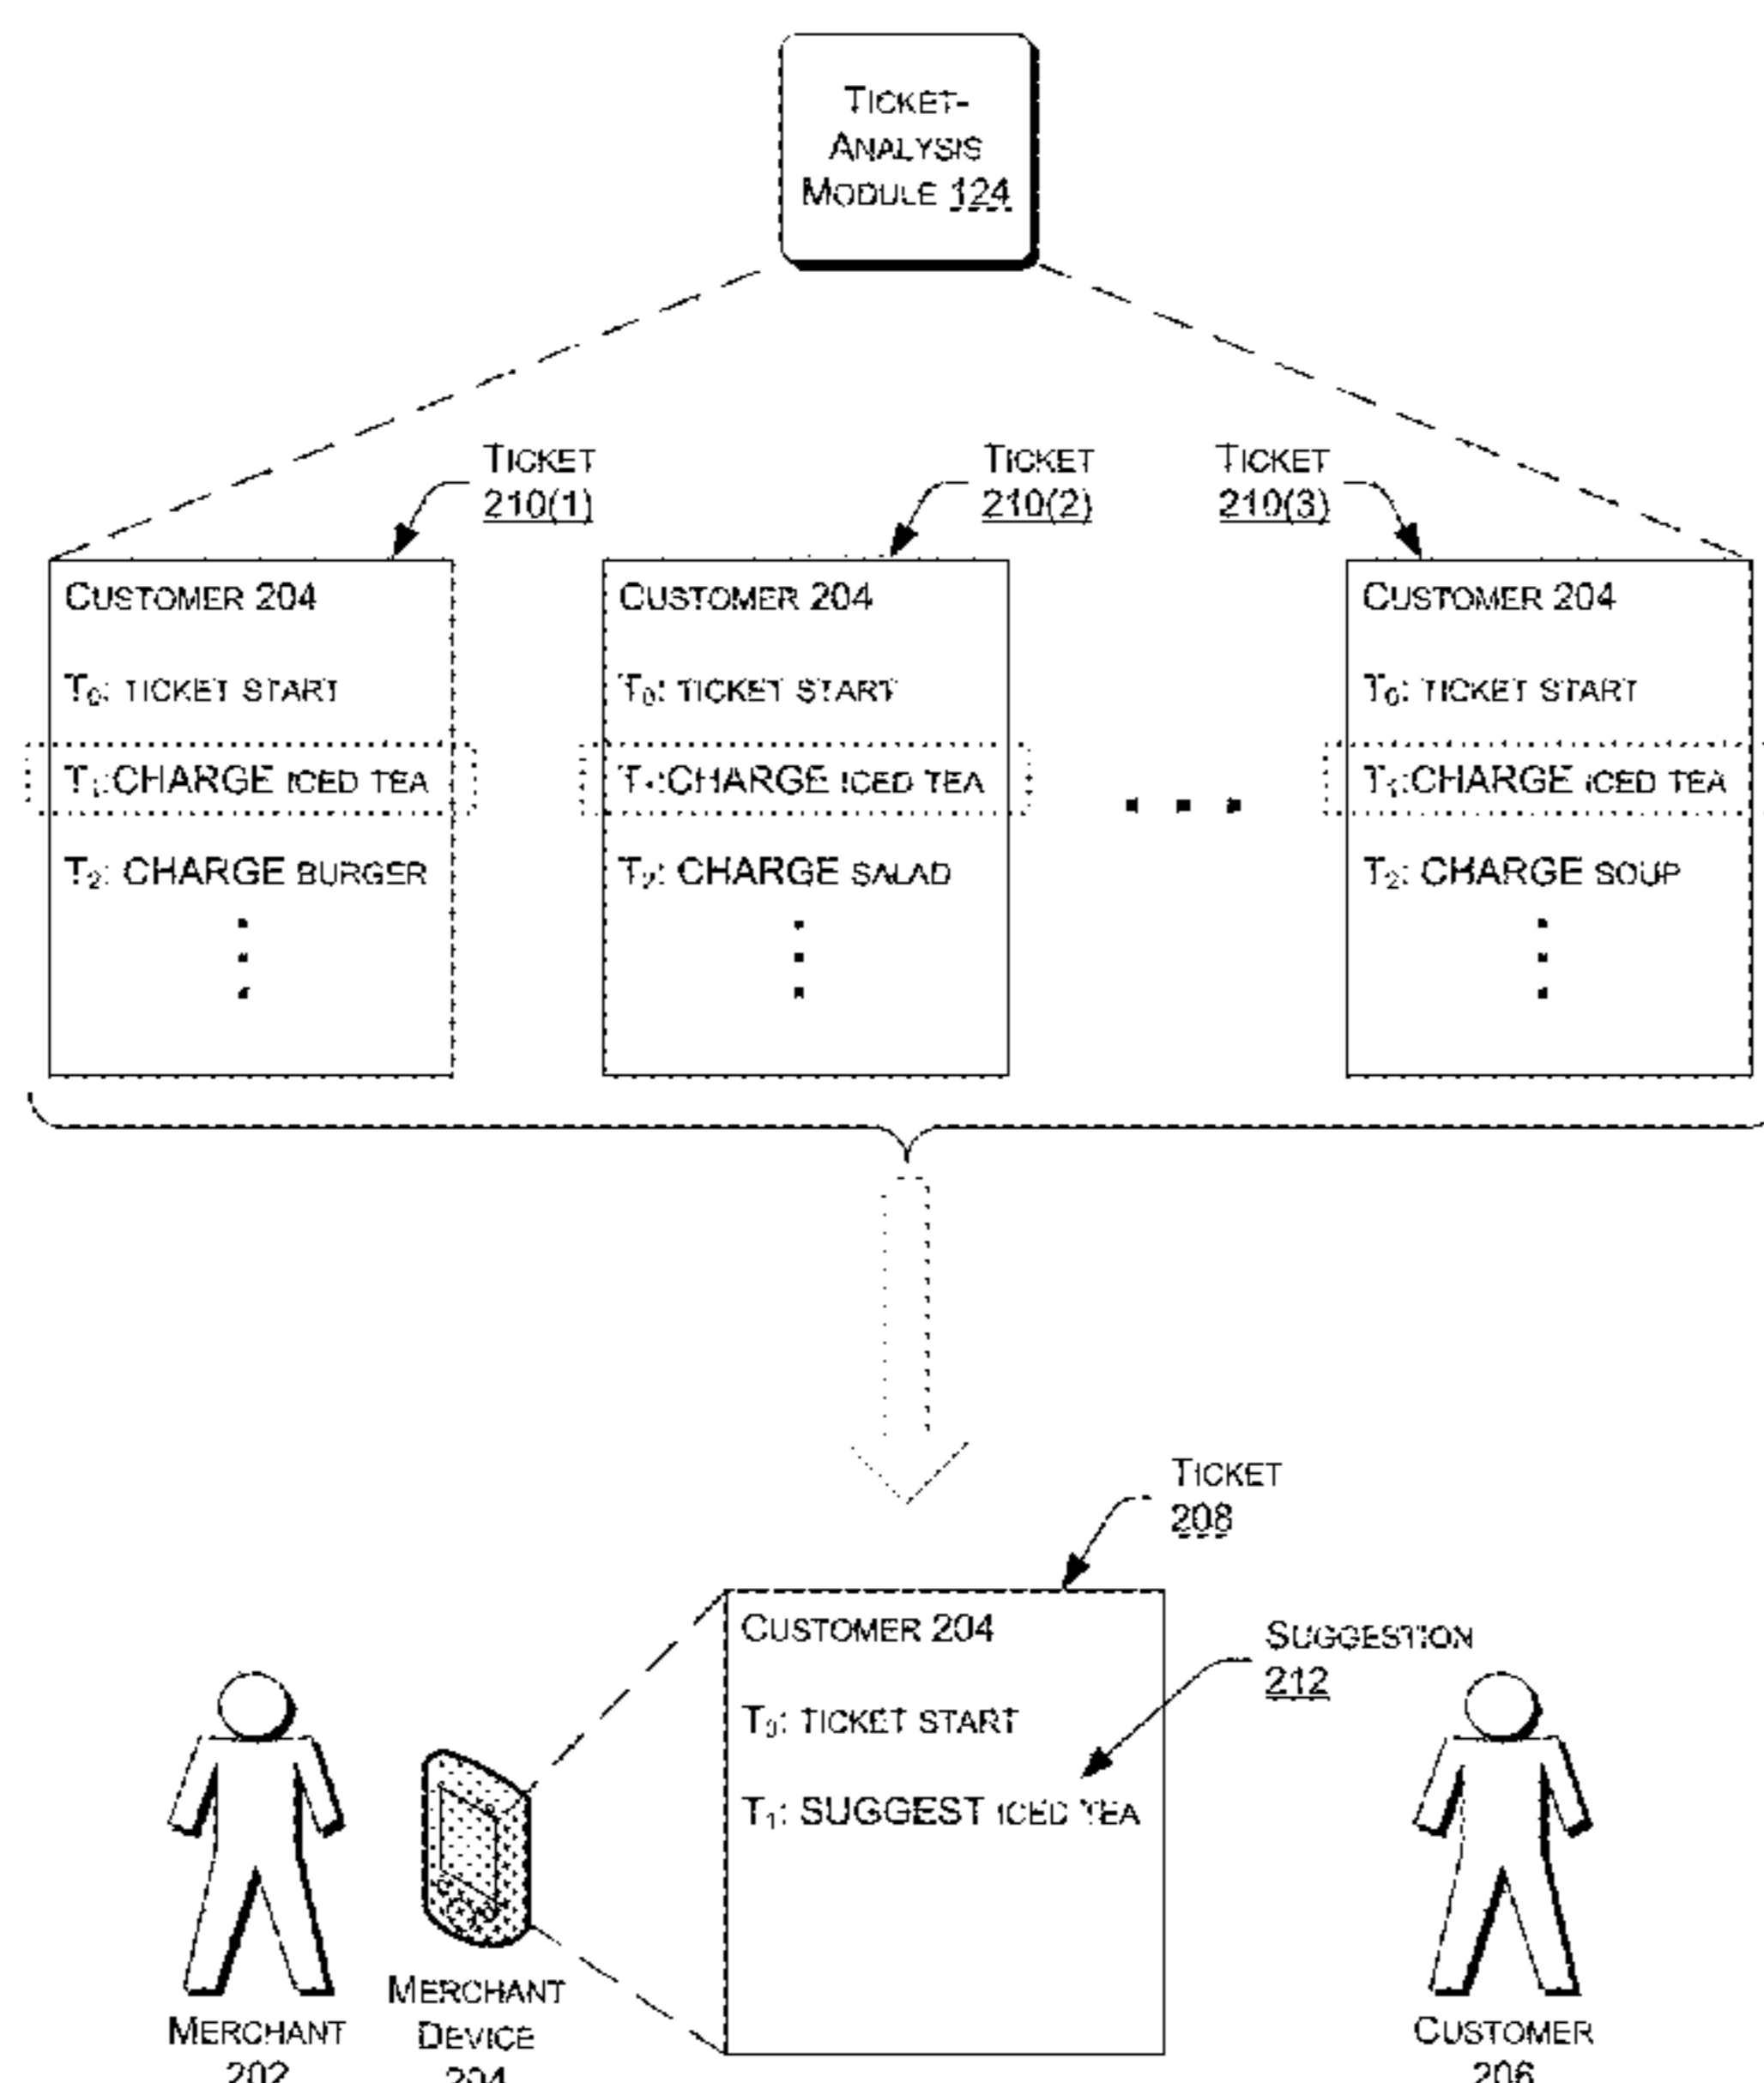 TICKET-
ANALYSIS
MODULE 124
TICKET
210(1)
TICKET
210(2)
TICKET
210(3)
CUSTOMER 204
T0: TICKET START
T1:CHARGE ICED TEA
T2: CHARGE BURGER
CUSTOMER 204
T0: TICKET START
T1:CHARGE ICED TEA
T2: CHARGE SALAD
CUSTOMER 204
T0: TICKET START
T1:CHARGE ICED TEA
T2: CHARGE SOUP
TICKET
208
CUSTOMER 204
T0: TICKET START
T1: SUGGEST ICED TEA
SUGGESTION
212
MERCHANT
202
MERCHANT
DEVICE
204
CUSTOMER
206